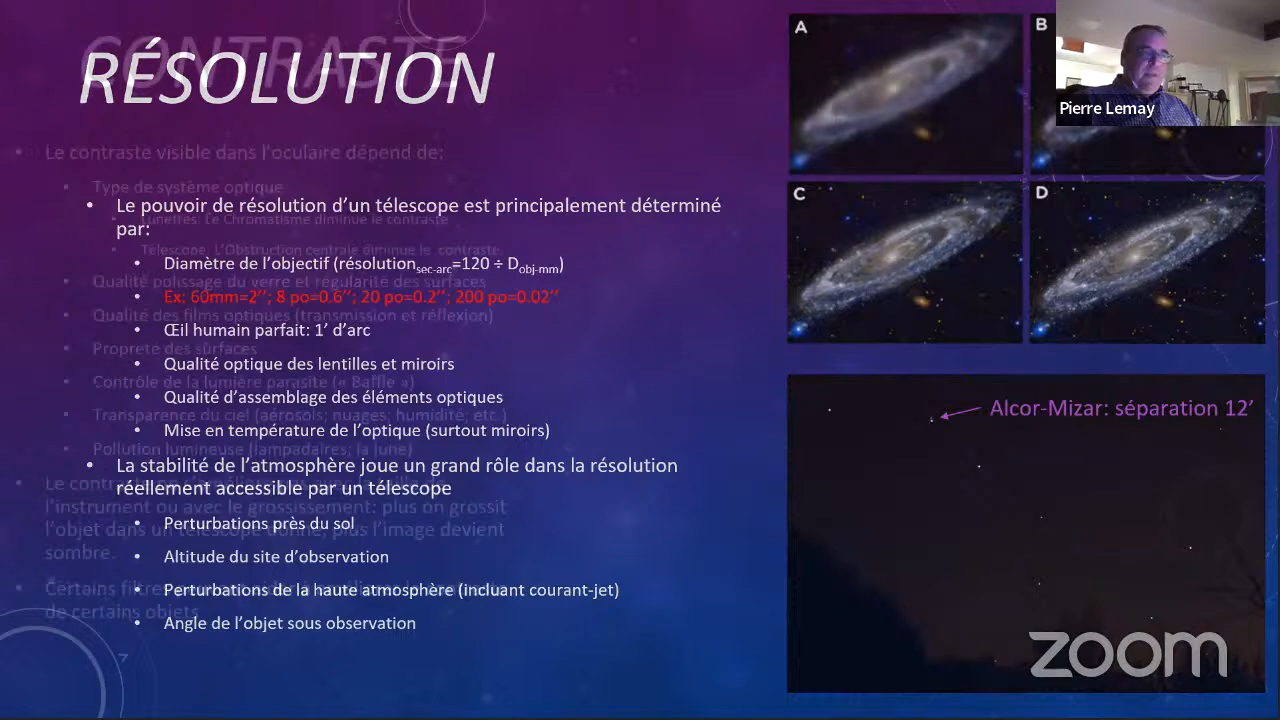 CONTRASTE
RÉSOLUTION
Le contraste visible dans l'oculaire dépend de:
Type de système optique
Lunettes: Le Chromatisme diminue le contraste
Télescope, L'Obstruction centrale diminue le contraste
Qualité polissage du verre et régularité des surfaces
Qualité des films optiques (transmission et réflexion)
Propreté des surfaces
Contrôle de la lumière parasite (« Baffle »)
Transparence du ciel (aérosols; nuages; humidité; etc.)
Pollution lumineuse (lampadaires; la lune)
l'instrument ou avec le grossissement: plus on grossit
l'objet dans un télescope donné, plus l'image devient
sombre.
Certains filtres
de certains objets
7
Le pouvoir de résolution d'un télescope est principalement déterminé
par:
Diamètre de l'objectif (résolution sec-arc=120 ÷ D obj-mm)
Ex: 60mm=2''; 8 po=0.6''; 20 po=0.2''; 200 po=0.02''
Œil humain parfait: 1' d'arc
Qualité optique des lentilles et miroirs
Qualité d'assemblage des éléments optiques
Mise en température de l'optique (surtout miroirs)
La stabilité de l'atmosphère joue un grand rôle dans la résolution
réellement accessible par un télescope
Perturbations près du sol
Altitude du site d'observation
Perturbations de la haute atmosphère (incluant courant-jet)
Angle de l'objet sous observation
A
B
Pierre Lemay
C
D
Alcor-Mizar: séparation 12'
zoom